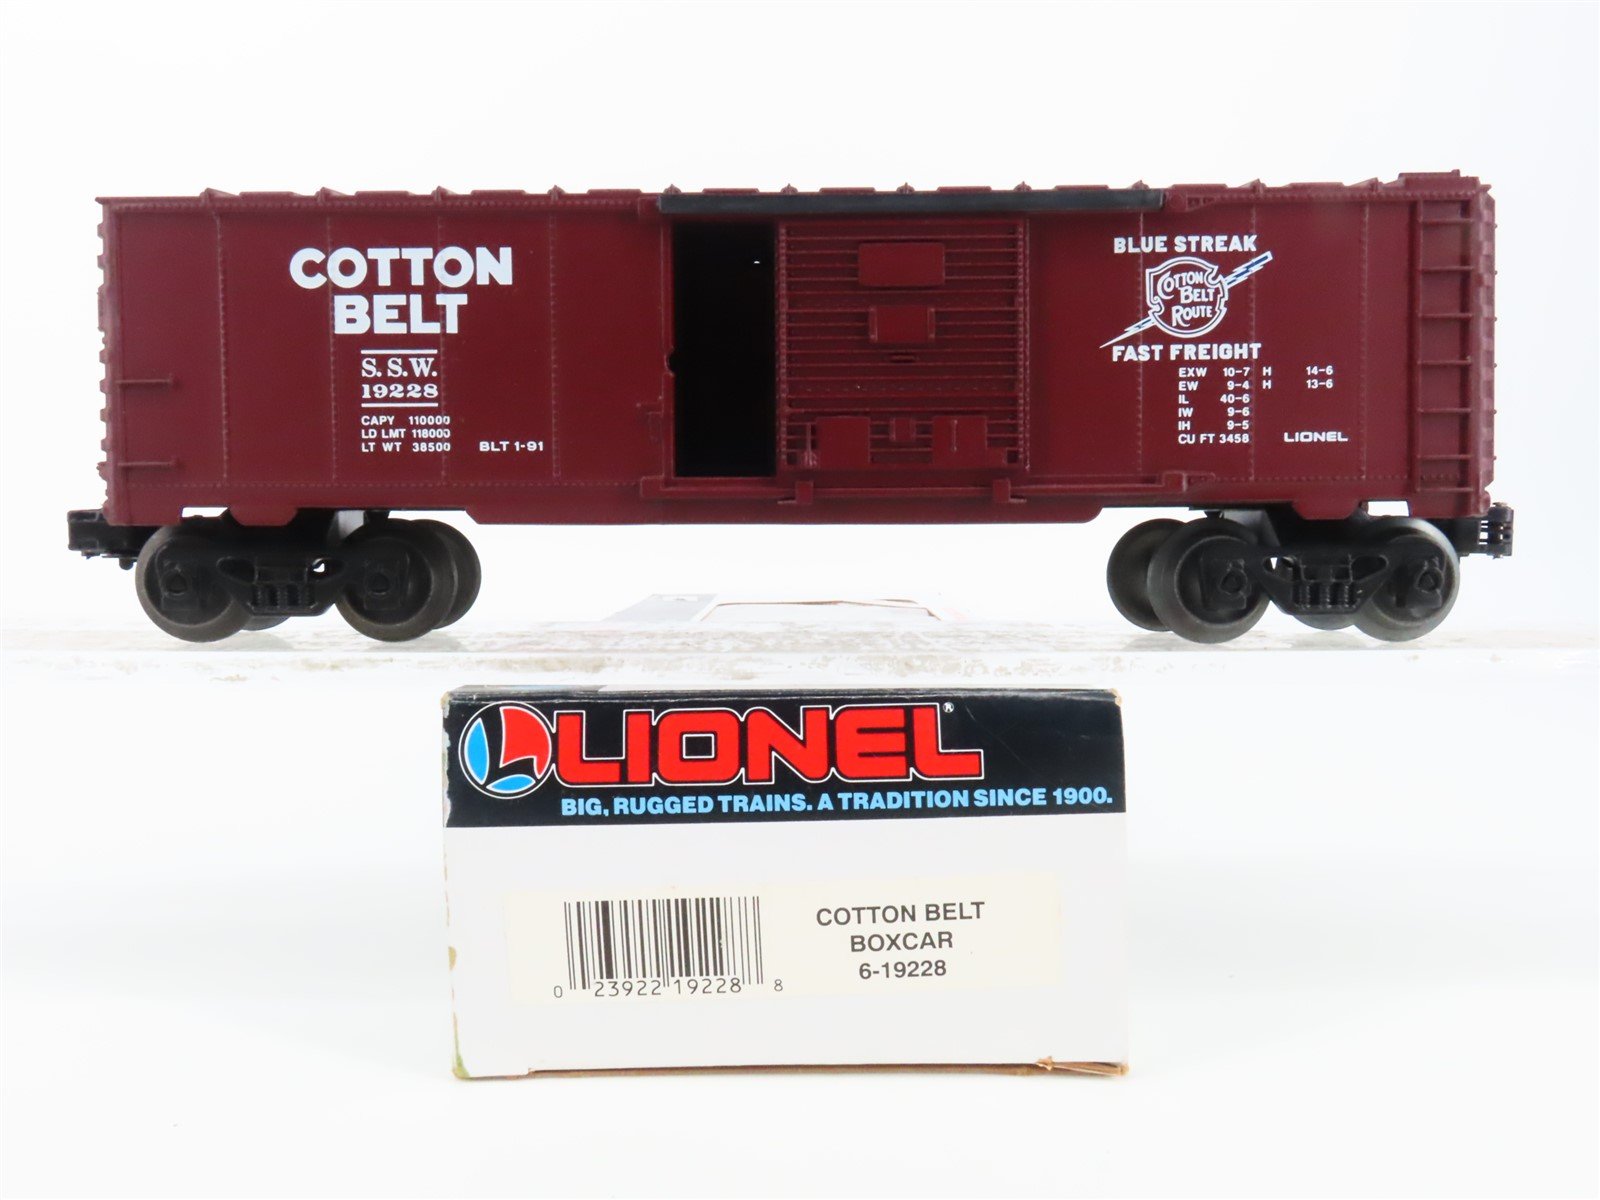 COTTON
BELT
S. S. W.
19228
CAPY 110000
LD LMT 118000
LT WT 38500 BLT 1-91
BLUE STREAK
COTTON
BELT
ROUTE
FAST FREIGHT
EXW 10-7 H 14-6
EW 9-4 H 13-6
IL 40-6
IW 9-6
IH 9-5
CU FT 3458 LIONEL
LIONEL®
BIG, RUGGED TRAINS. A TRADITION SINCE 1900.
COTTON BELT
BOXCAR
6-19228
0 23922 19228 8